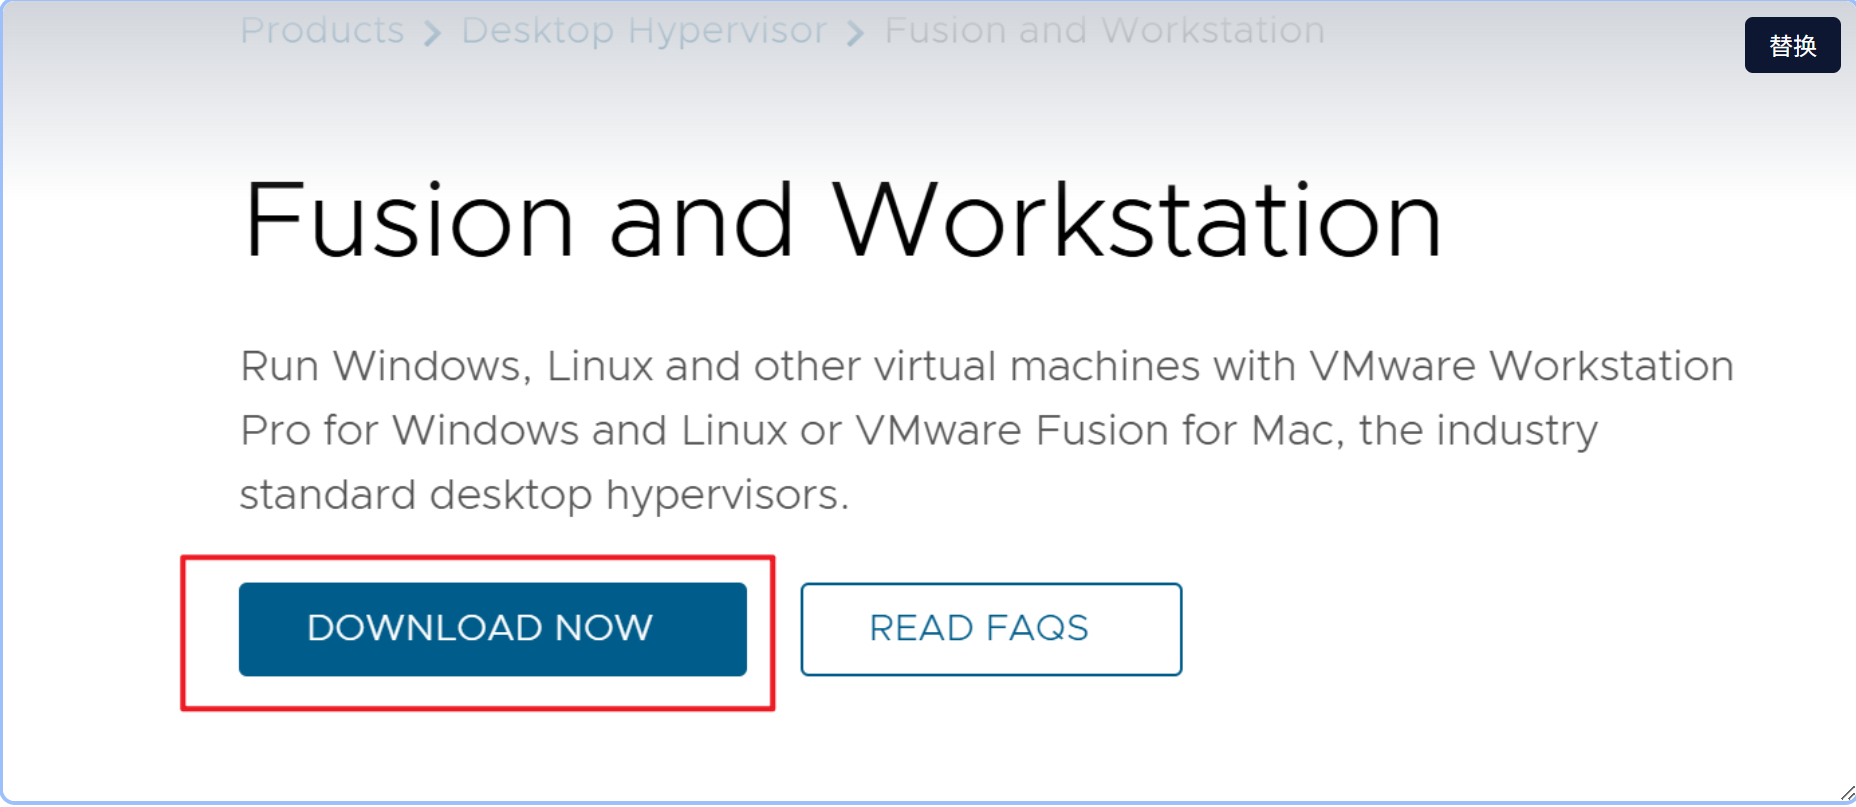 Products > Desktop Hypervisor > Fusion and Workstation
替换
Fusion and Workstation
Run Windows, Linux and other virtual machines with VMware Workstation
Pro for Windows and Linux or VMware Fusion for Mac, the industry
standard desktop hypervisors.
DOWNLOAD NOW
READ FAQS